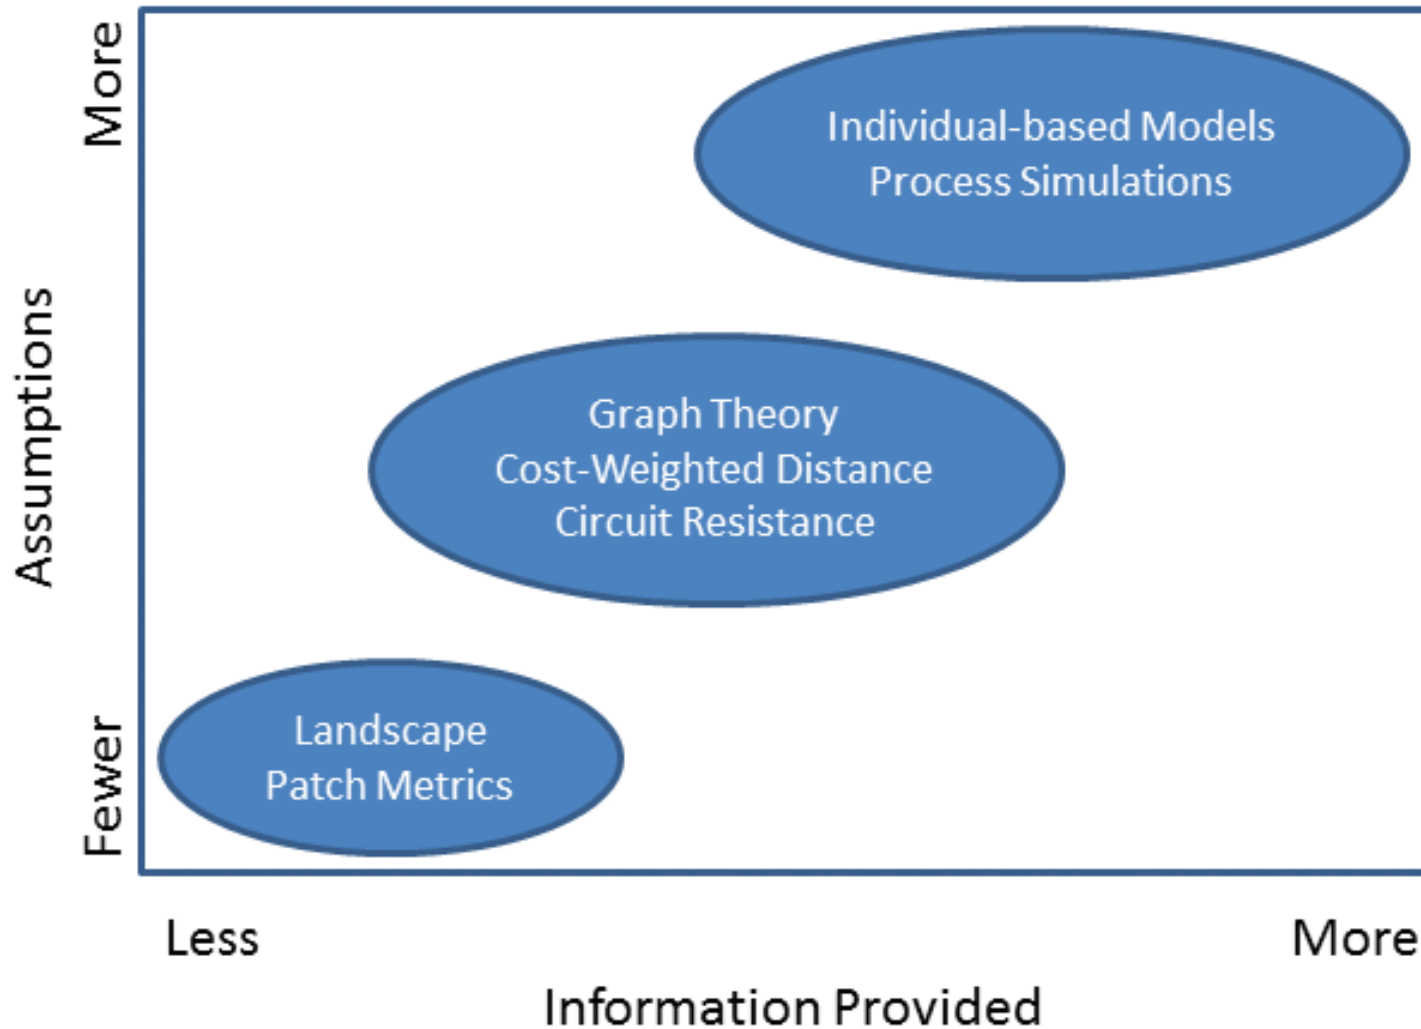 More
Individual-based Models
Process Simulations
Assumptions
Graph Theory
Cost-Weighted Distance
Circuit Resistance
Fewer
Landscape
Patch Metrics
Less
More
Information Provided